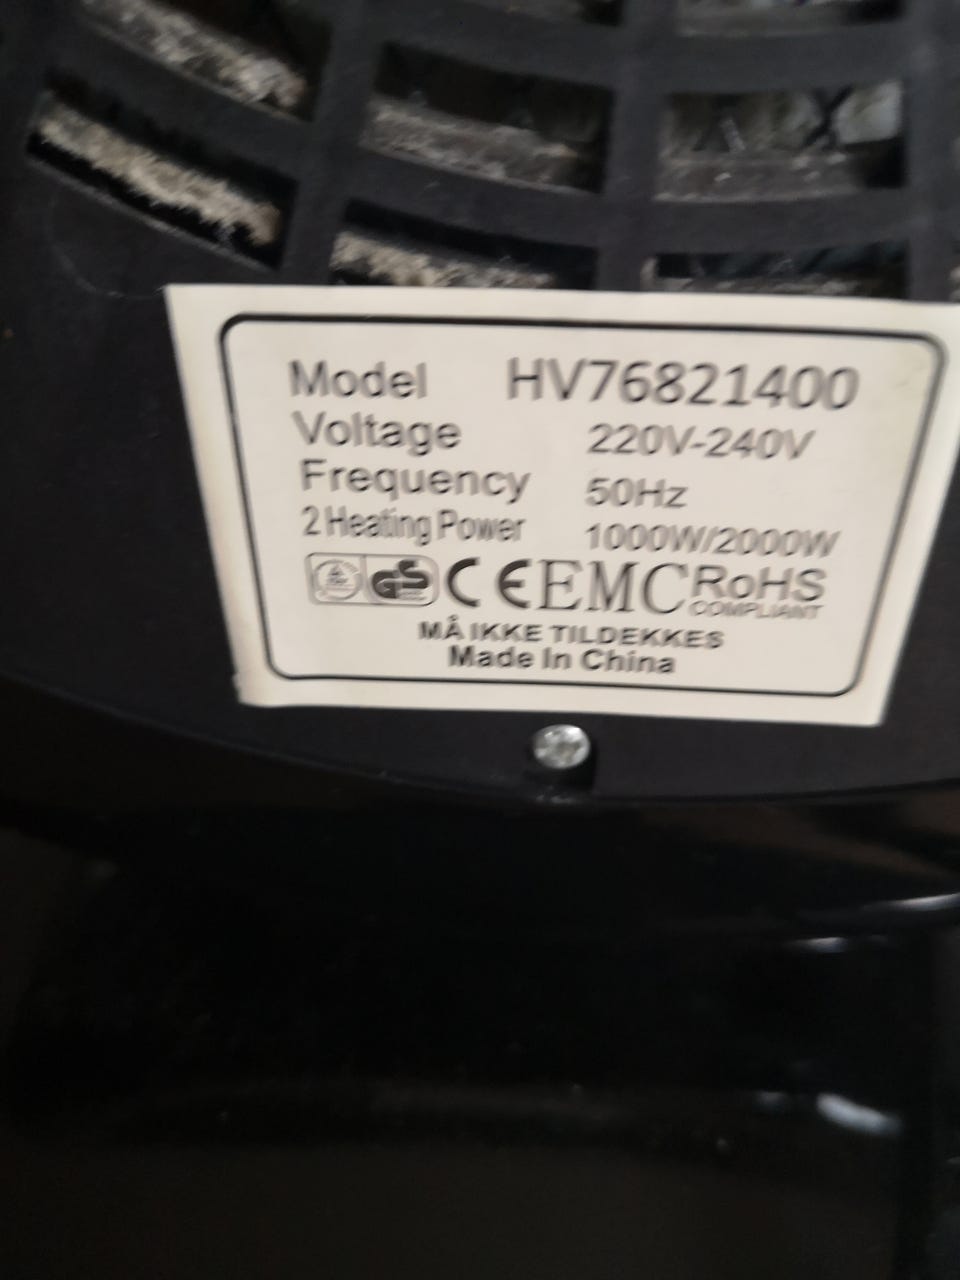 Model HV76821400
Voltage 220V-240V
Frequency 50Hz
2 Heating Power 1000W/2000W
GS CE EMC RoHS
COMPLIANT
MÅ IKKE TILDEKKES
Made In China